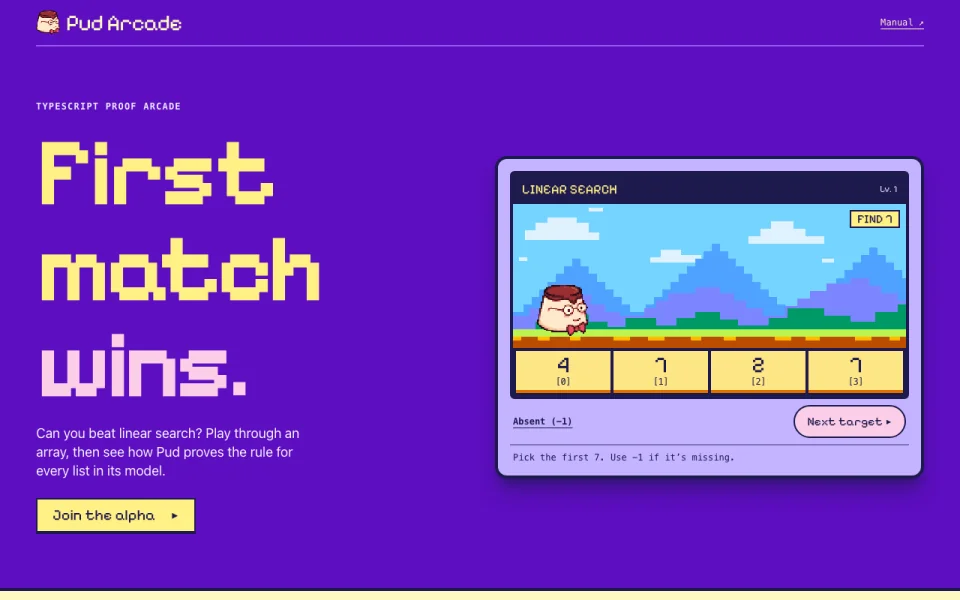 Pud Arcade
Manual ↗
TYPESCRIPT PROOF ARCADE
First
match
wins.
Can you beat linear search? Play through an
array, then see how Pud proves the rule for
every list in its model.
Join the alpha ▸
LINEAR SEARCH
Lv. 1
FIND 7
4
[0]
7
[1]
2
[2]
7
[3]
Absent (−1)
Next target ▸
Pick the first 7. Use −1 if it’s missing.